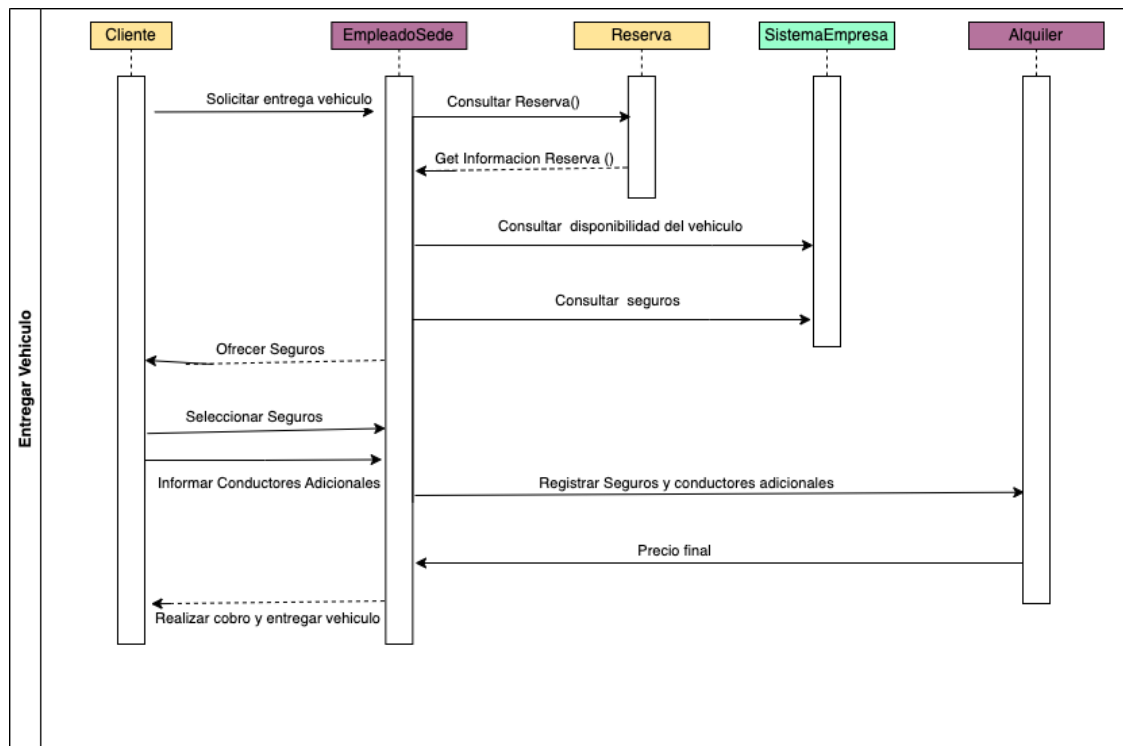 Cliente
EmpleadoSede
Reserva
SistemaEmpresa
Alquiler
Entregar Vehiculo
Solicitar entrega vehiculo
Consultar Reserva()
Get Informacion Reserva ()
Consultar disponibilidad del vehiculo
Consultar seguros
Ofrecer Seguros
Seleccionar Seguros
Informar Conductores Adicionales
Registrar Seguros y conductores adicionales
Precio final
Realizar cobro y entregar vehiculo